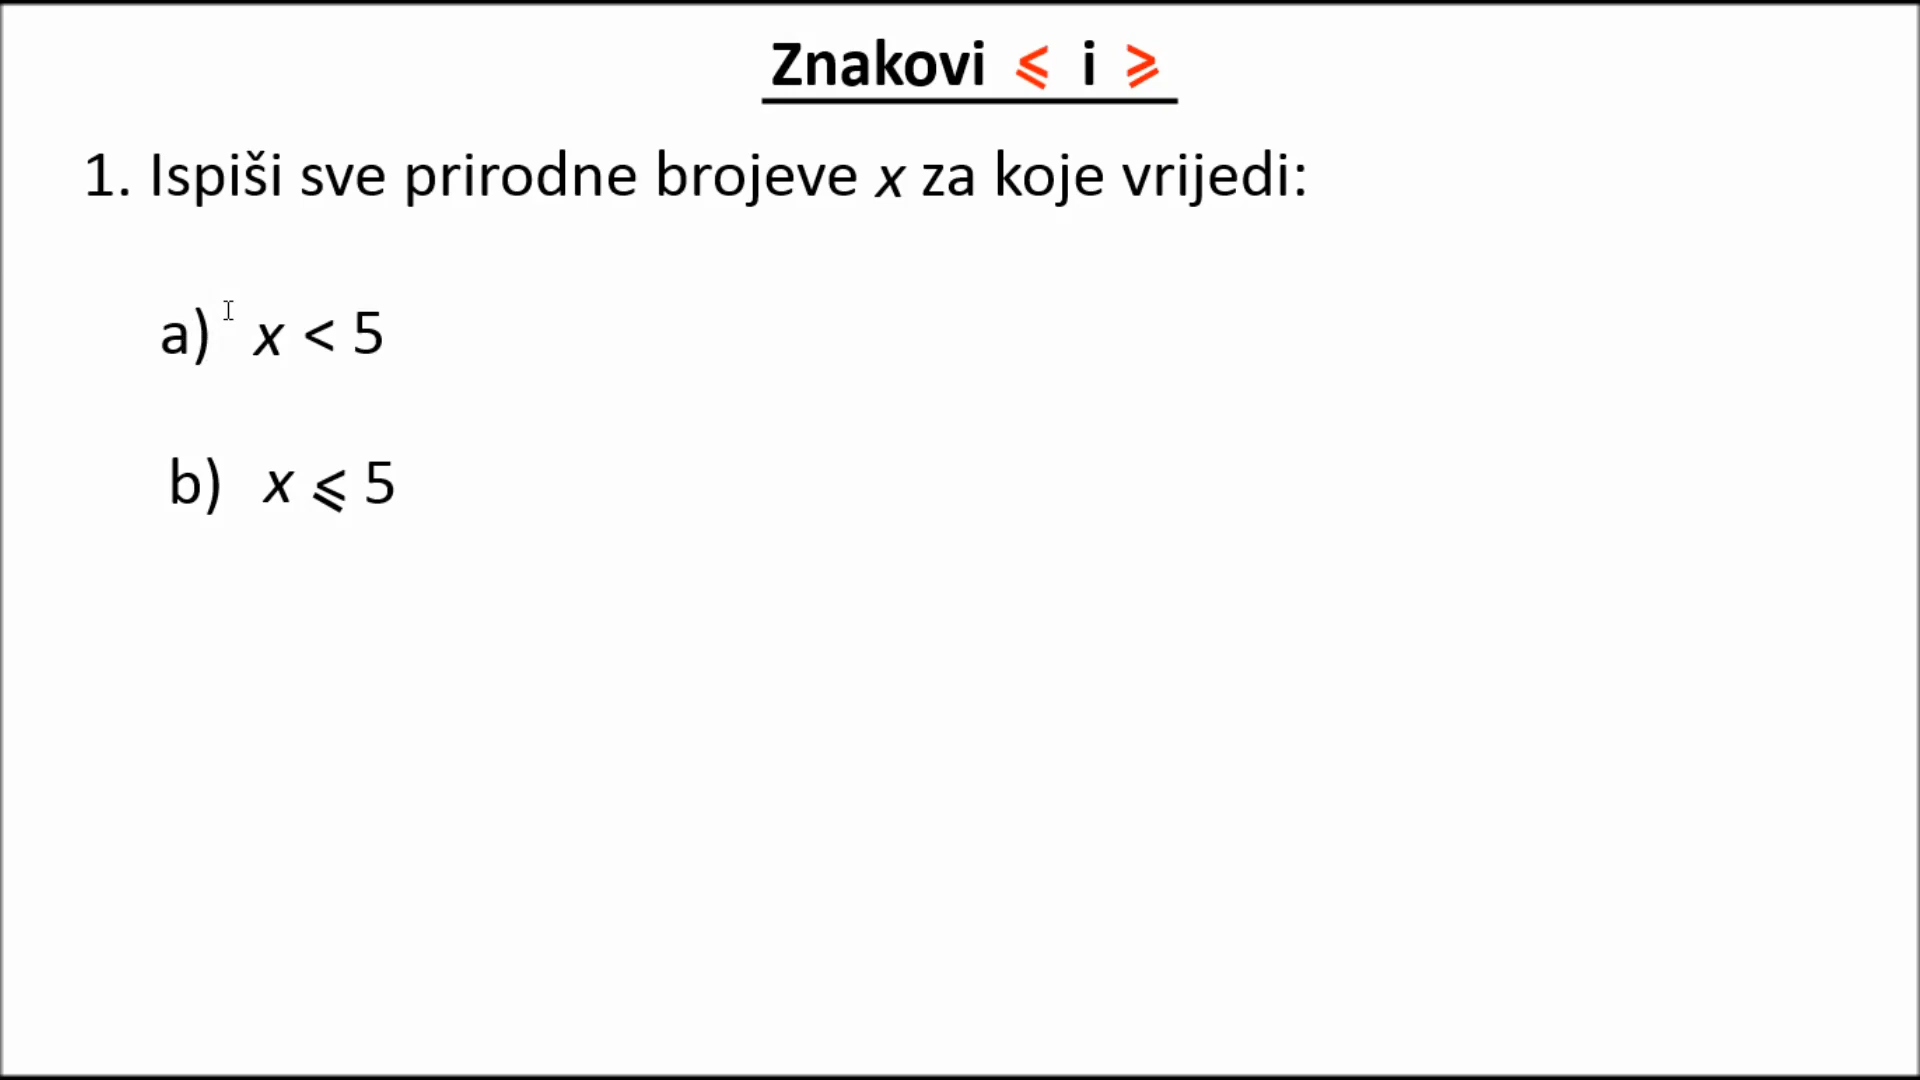 Znakovi ⩽ i ⩾
1. Ispiši sve prirodne brojeve x za koje vrijedi:
a) x < 5
b) x ⩽ 5